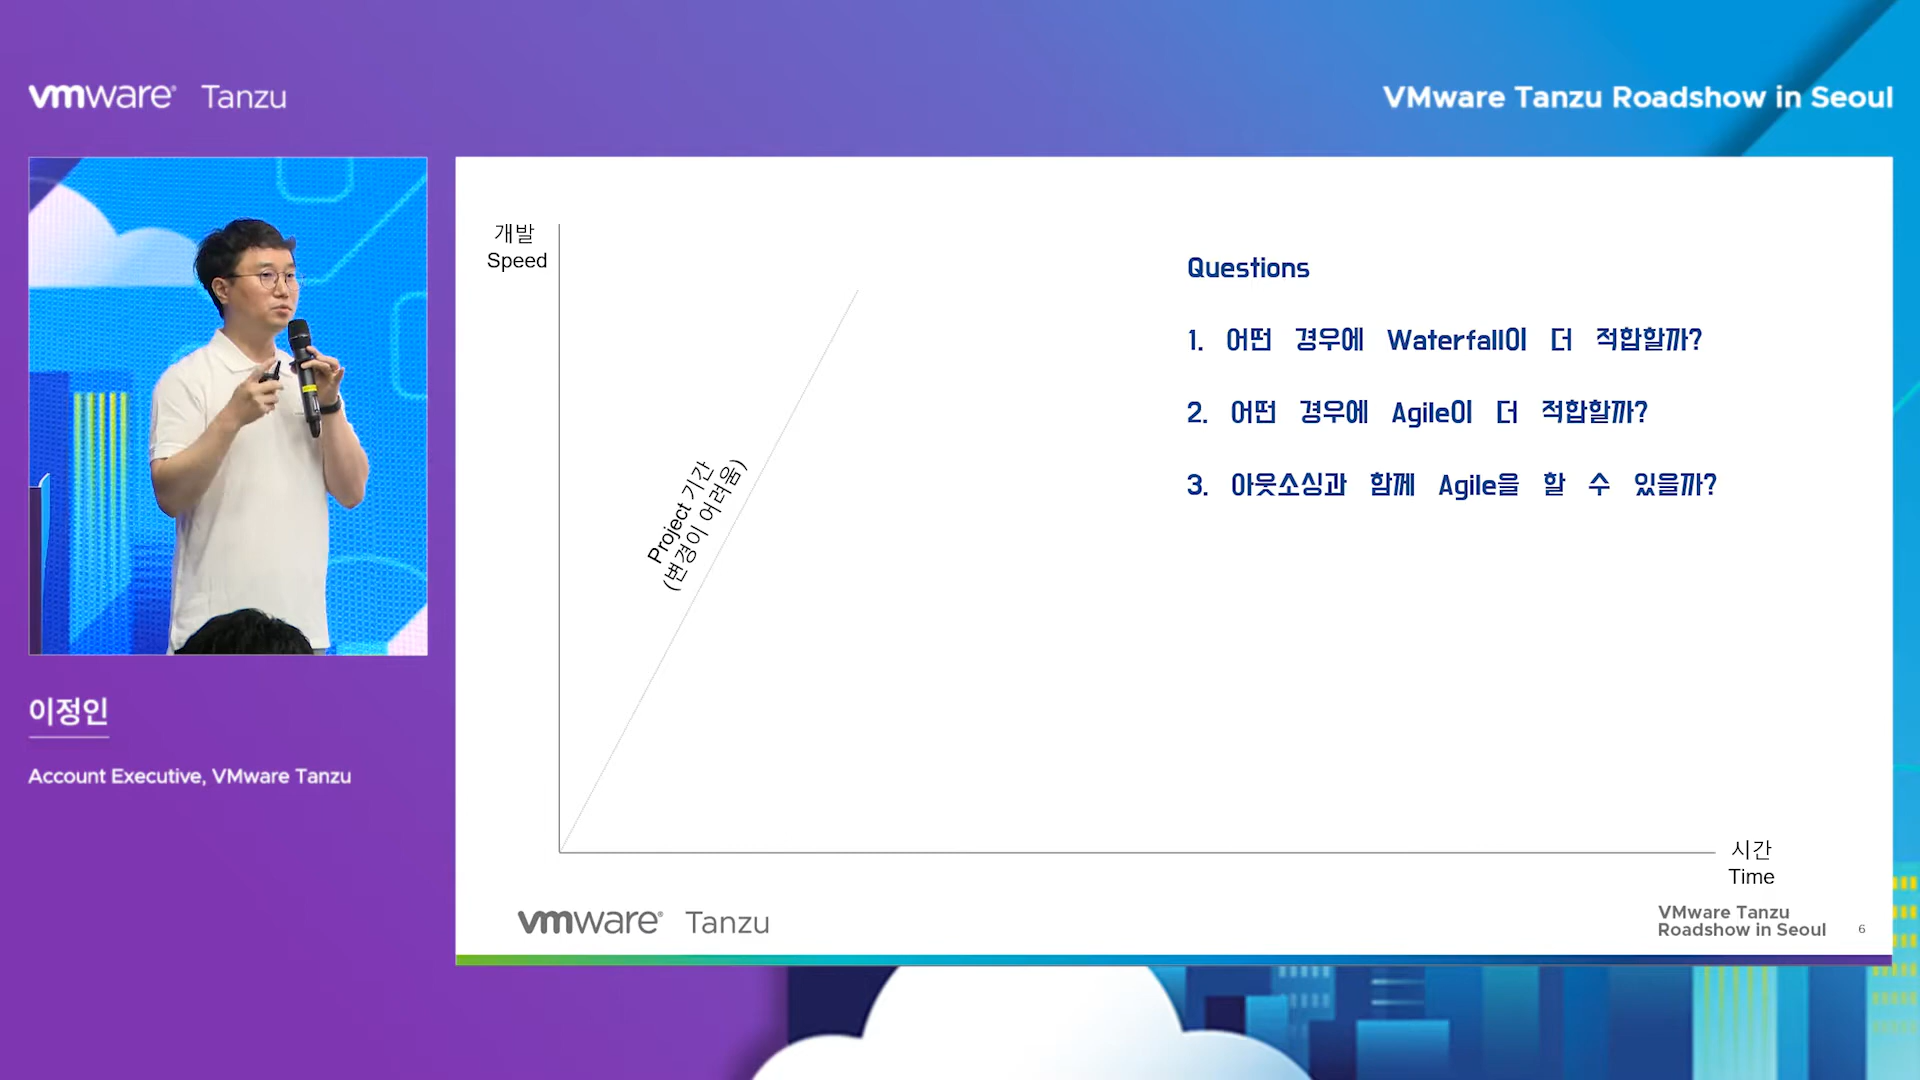 vmware® Tanzu
VMware Tanzu Roadshow in Seoul
이정인
Account Executive, VMware Tanzu
개발
Speed
Project 기간
(변경이 어려움)
Questions
1. 어떤 경우에 Waterfall이 더 적합할까?
2. 어떤 경우에 Agile이 더 적합할까?
3. 아웃소싱과 함께 Agile을 할 수 있을까?
시간
Time
vmware® Tanzu
VMware Tanzu
Roadshow in Seoul
6